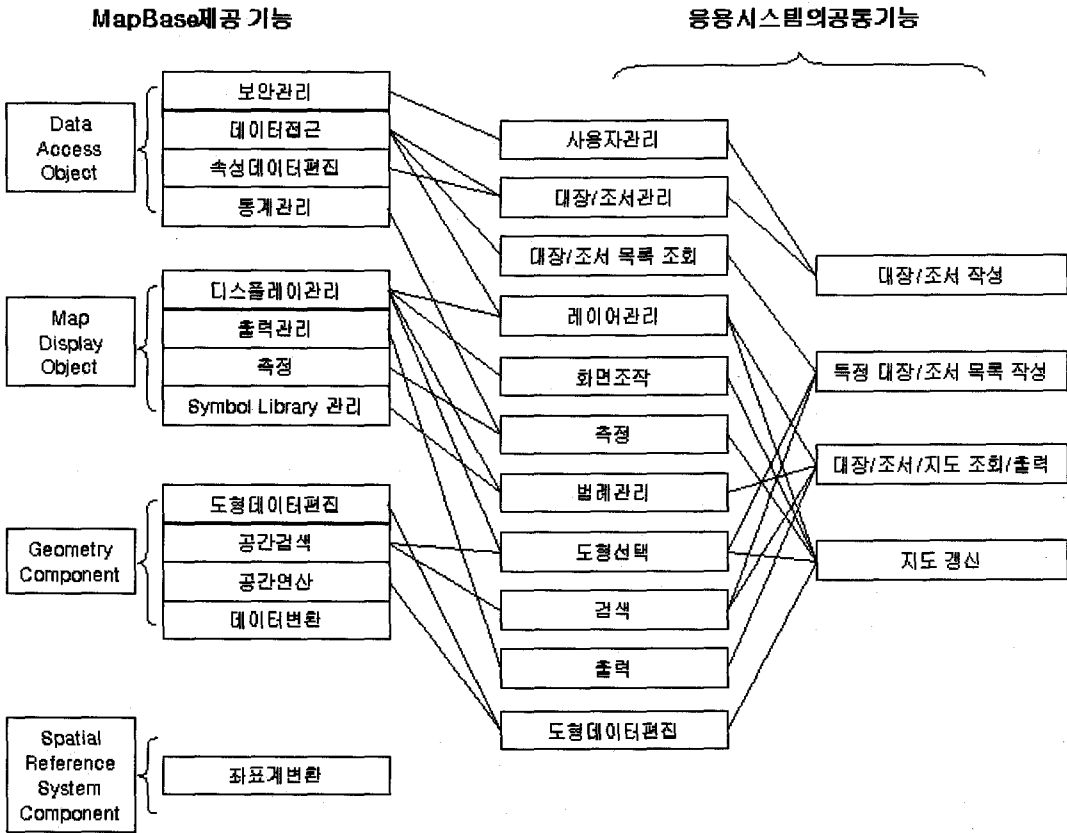 MapBase제공 기능
응용시스템의공통기능
Data
Access
Object
보안관리
데이터접근
속성데이터편집
통계관리
Map
Display
Object
디스플레이관리
출력관리
측정
Symbol Library 관리
Geometry
Component
도형데이터편집
공간검색
공간연산
데이터변환
Spatial
Reference
System
Component
좌표계변환
사용자관리
대장/조서관리
대장/조서 목록 조회
레이어관리
화면조작
측정
범례관리
도형선택
검색
출력
도형데이터편집
대장/조서 작성
특정 대장/조서 목록 작성
대장/조서/지도 조회/출력
지도 갱신